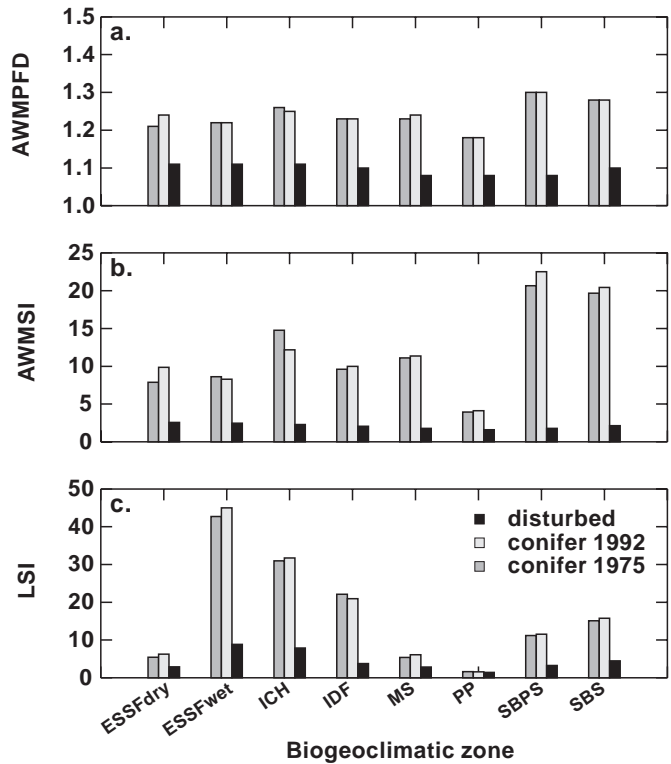 a.
AWMPFD
1.5
1.4
1.3
1.2
1.1
1.0
b.
AWMSI
25
20
15
10
5
0
c.
LSI
50
40
30
20
10
0
disturbed
conifer 1992
conifer 1975
ESSFdry
ESSFwet
ICH
IDF
MS
PP
SBPS
SBS
Biogeoclimatic zone